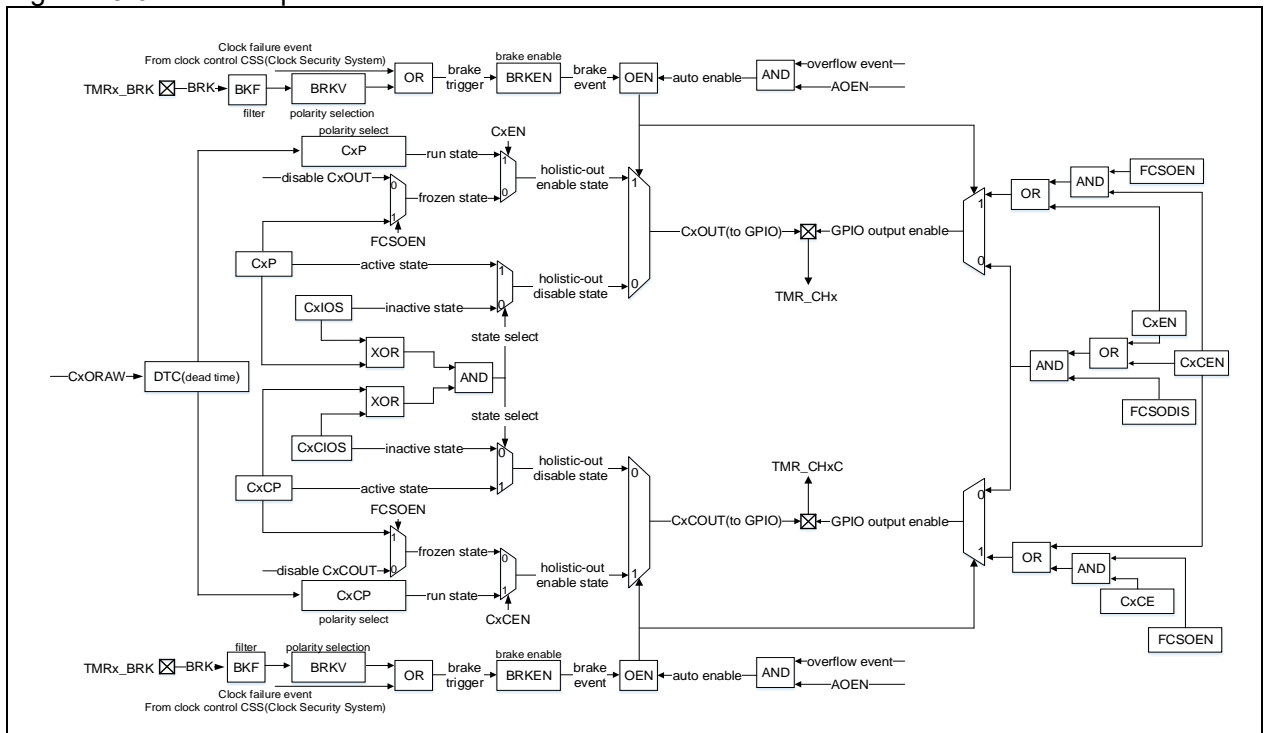 Clock failure event
From clock control CSS(Clock Security System)
TMRx_BRK
BRK
BKF
filter
BRKV
polarity selection
OR
brake
trigger
brake enable
BRKEN
brake
event
OEN
auto enable
AND
overflow event
AOEN
polarity select
CxP
run state
CxEN
1
0
disable CxOUT
0
1
frozen state
FCSOEN
holistic-out
enable state
1
0
CxP
active state
1
0
holistic-out
disable state
CxIOS
inactive state
state select
XOR
AND
XOR
state select
CxORAW
DTC(dead time)
CxCIOS
inactive state
0
1
holistic-out
disable state
CxCP
active state
FCSOEN
1
0
frozen state
disable CxCOUT
CxCP
polarity select
run state
0
1
CxCEN
holistic-out
enable state
0
1
CxOUT(to GPIO)
GPIO output enable
TMR_CHx
1
0
OR
AND
FCSOEN
CxEN
OR
AND
CxCEN
FCSODIS
TMR_CHxC
CxCOUT(to GPIO)
GPIO output enable
0
1
OR
AND
CxCE
FCSOEN
TMRx_BRK
BRK
filter
BKF
polarity selection
BRKV
Clock failure event
From clock control CSS(Clock Security System)
OR
brake
trigger
brake enable
BRKEN
brake
event
OEN
auto enable
AND
overflow event
AOEN